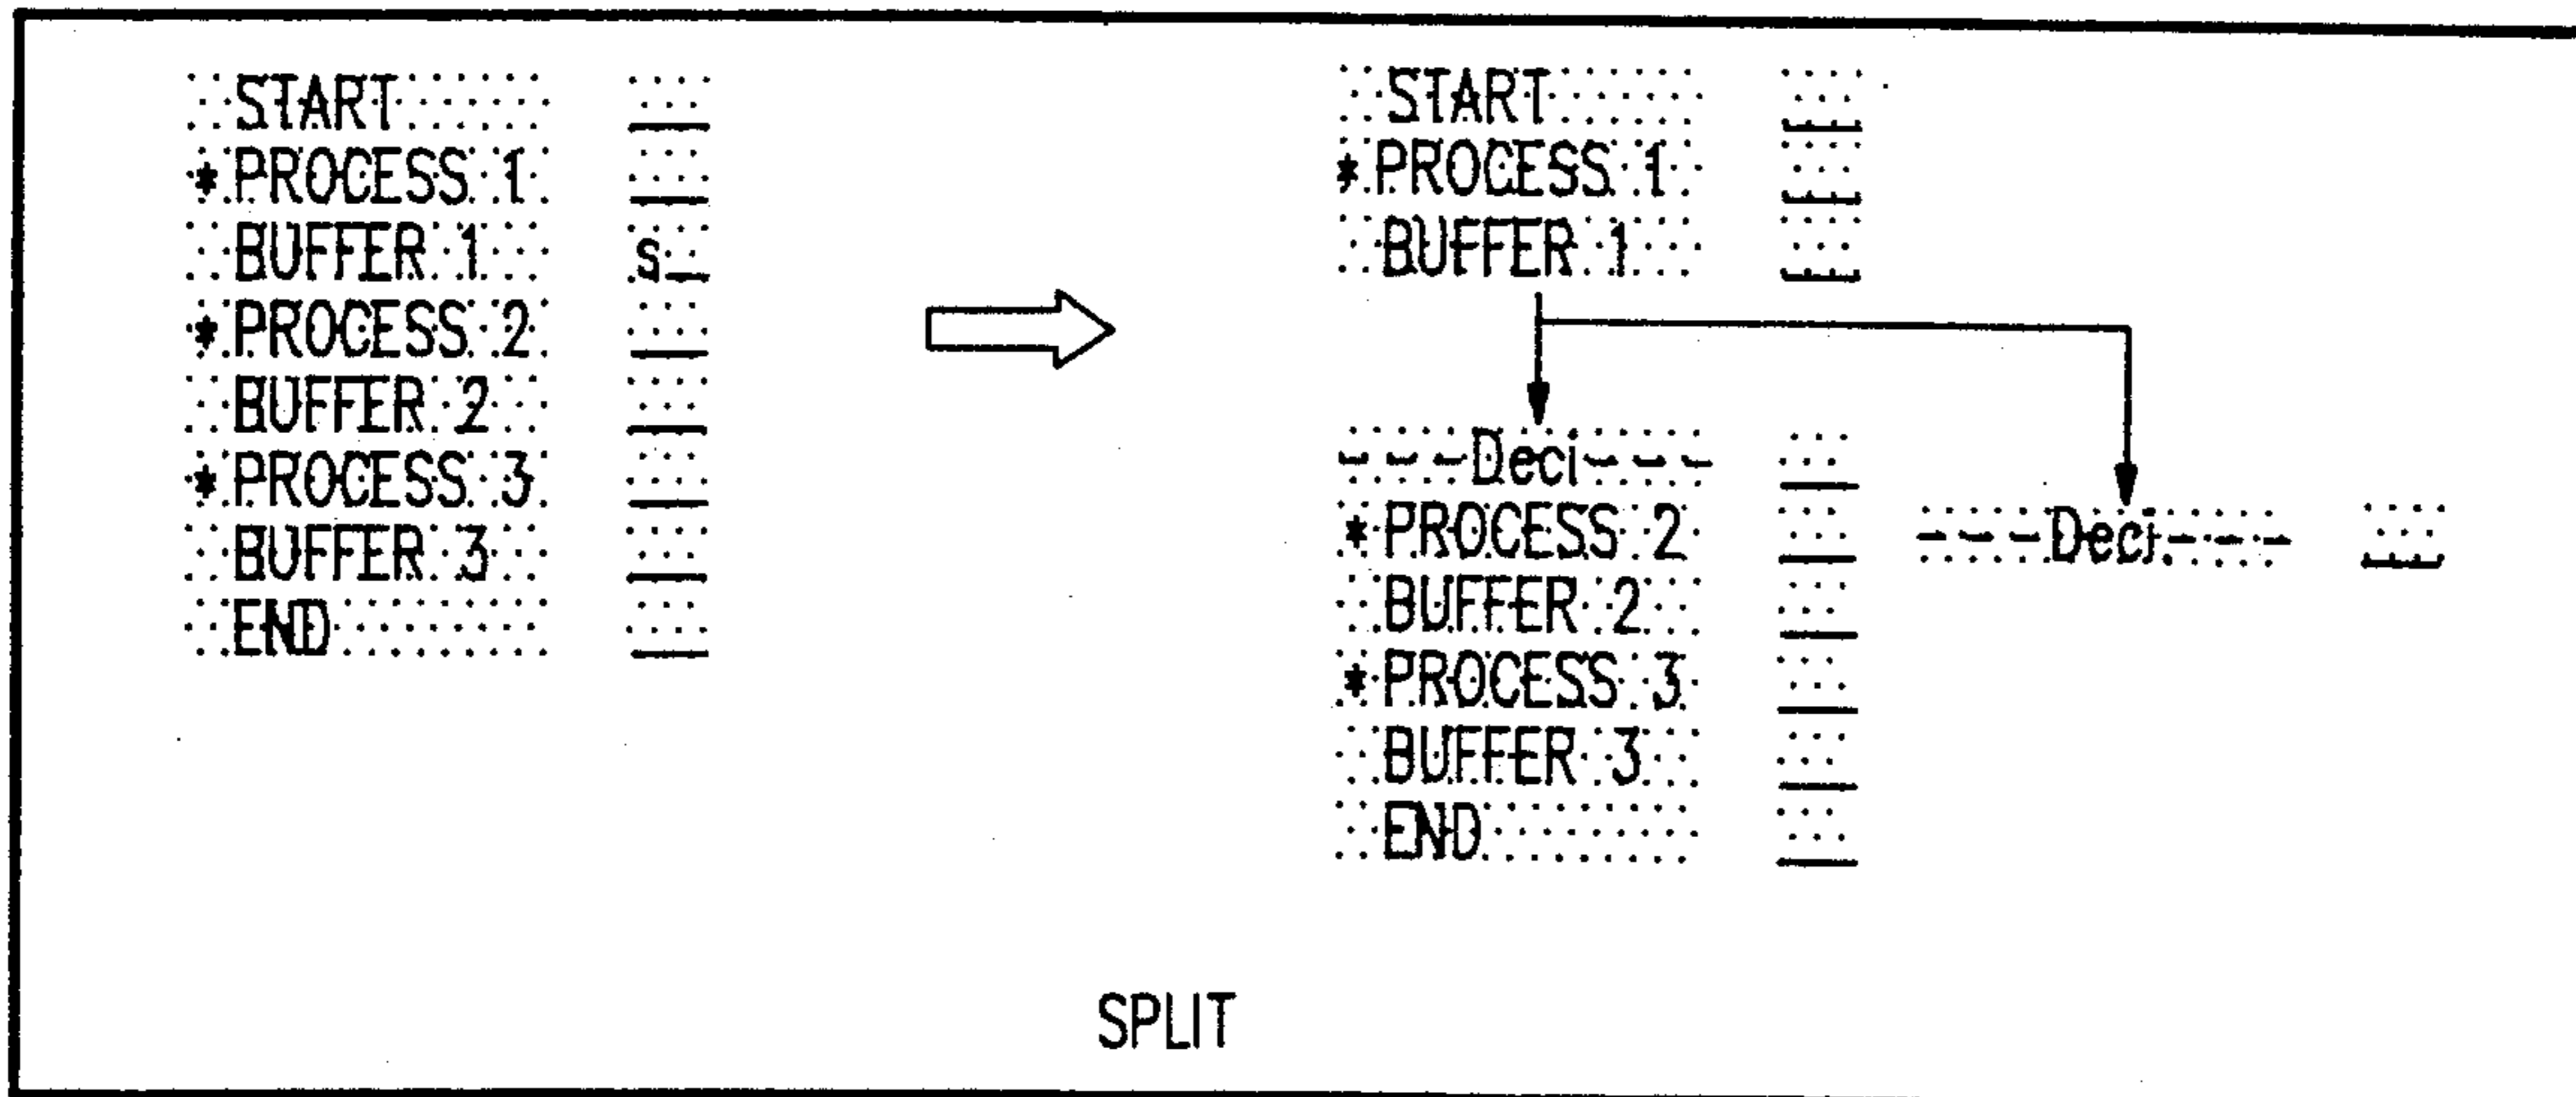 START
* PROCESS 1
BUFFER 1 s
* PROCESS 2
BUFFER 2
* PROCESS 3
BUFFER 3
END
START
* PROCESS 1
BUFFER 1
----Deci----
* PROCESS 2
BUFFER 2
* PROCESS 3
BUFFER 3
END
----Deci----
SPLIT